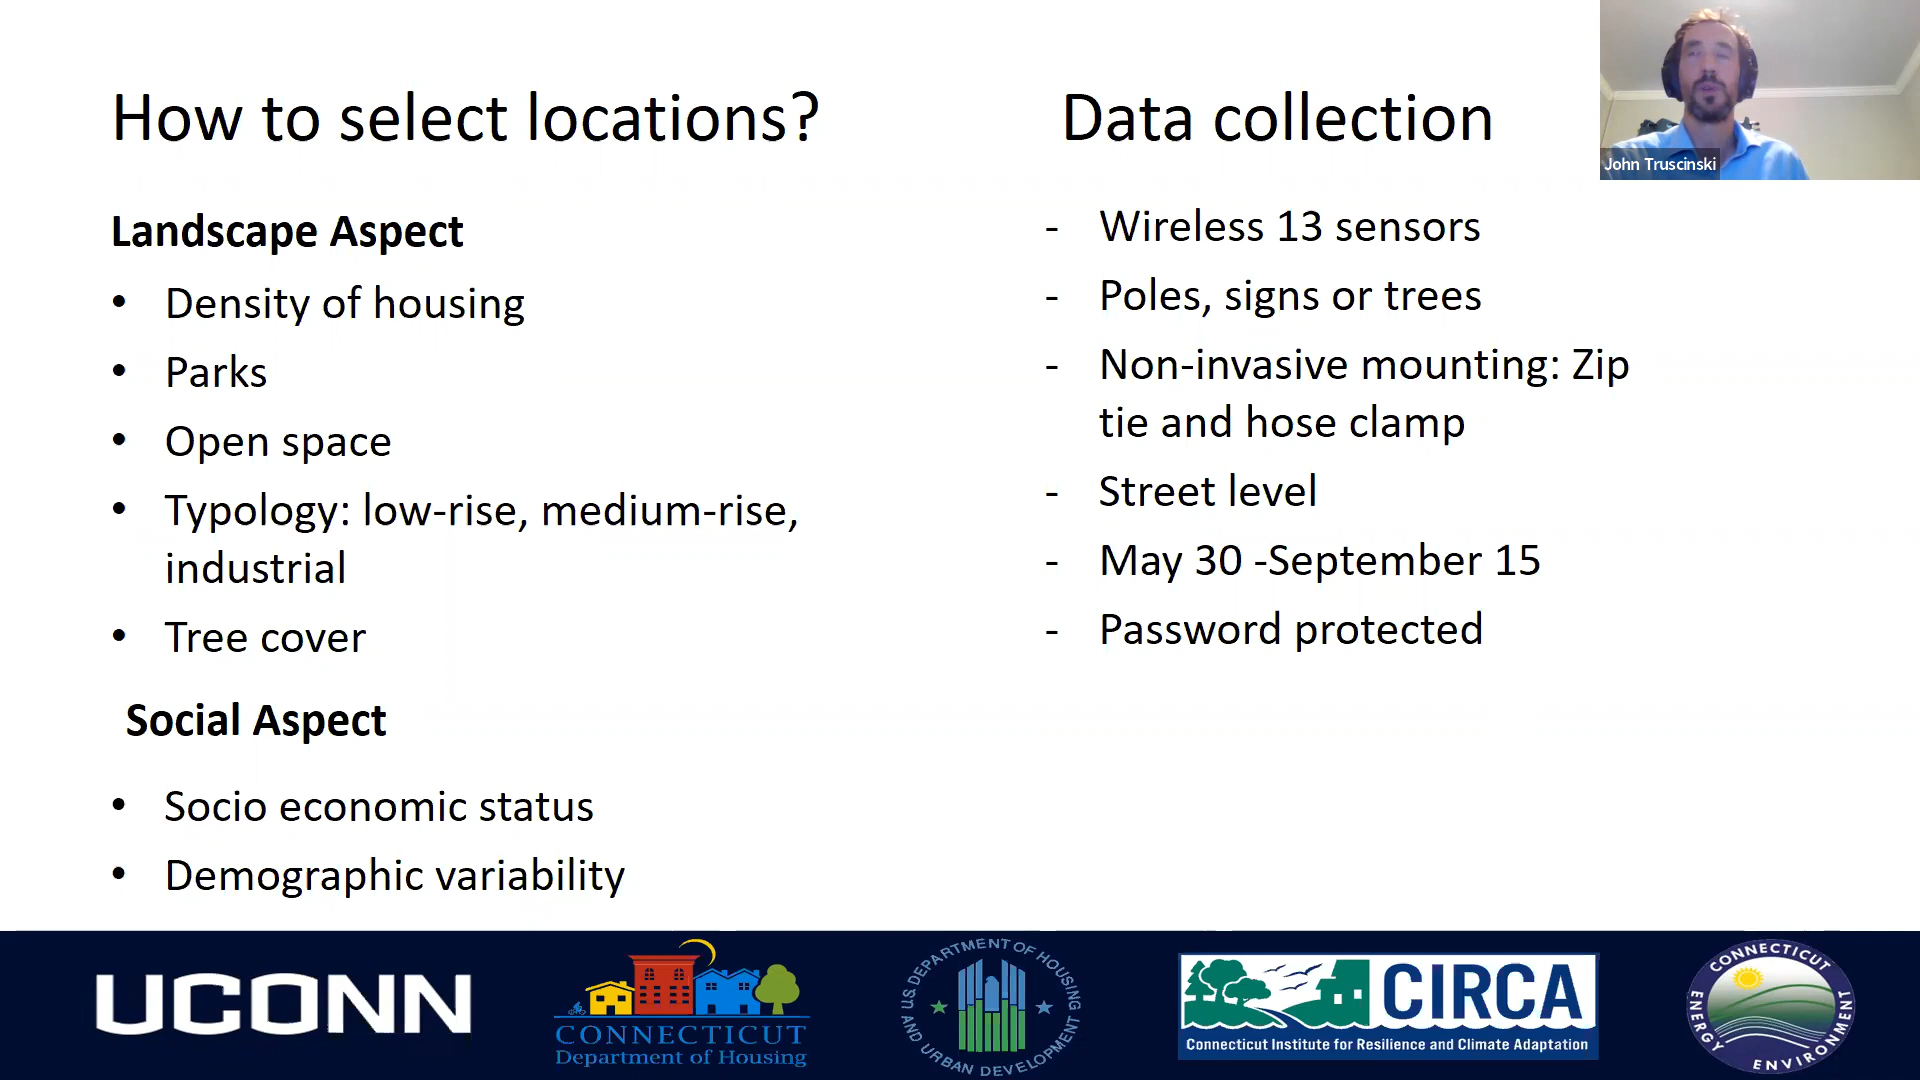 How to select locations?
Landscape Aspect
• Density of housing
• Parks
• Open space
• Typology: low-rise, medium-rise,
industrial
• Tree cover
Social Aspect
• Socio economic status
• Demographic variability
Data collection
- Wireless 13 sensors
- Poles, signs or trees
- Non-invasive mounting: Zip
tie and hose clamp
- Street level
- May 30 -September 15
- Password protected
John Truscinski
UCONN
CONNECTICUT
Department of Housing
U.S. DEPARTMENT OF HOUSING
AND URBAN DEVELOPMENT
CIRCA
Connecticut Institute for Resilience and Climate Adaptation
CONNECTICUT
ENERGY
ENVIRONMENT